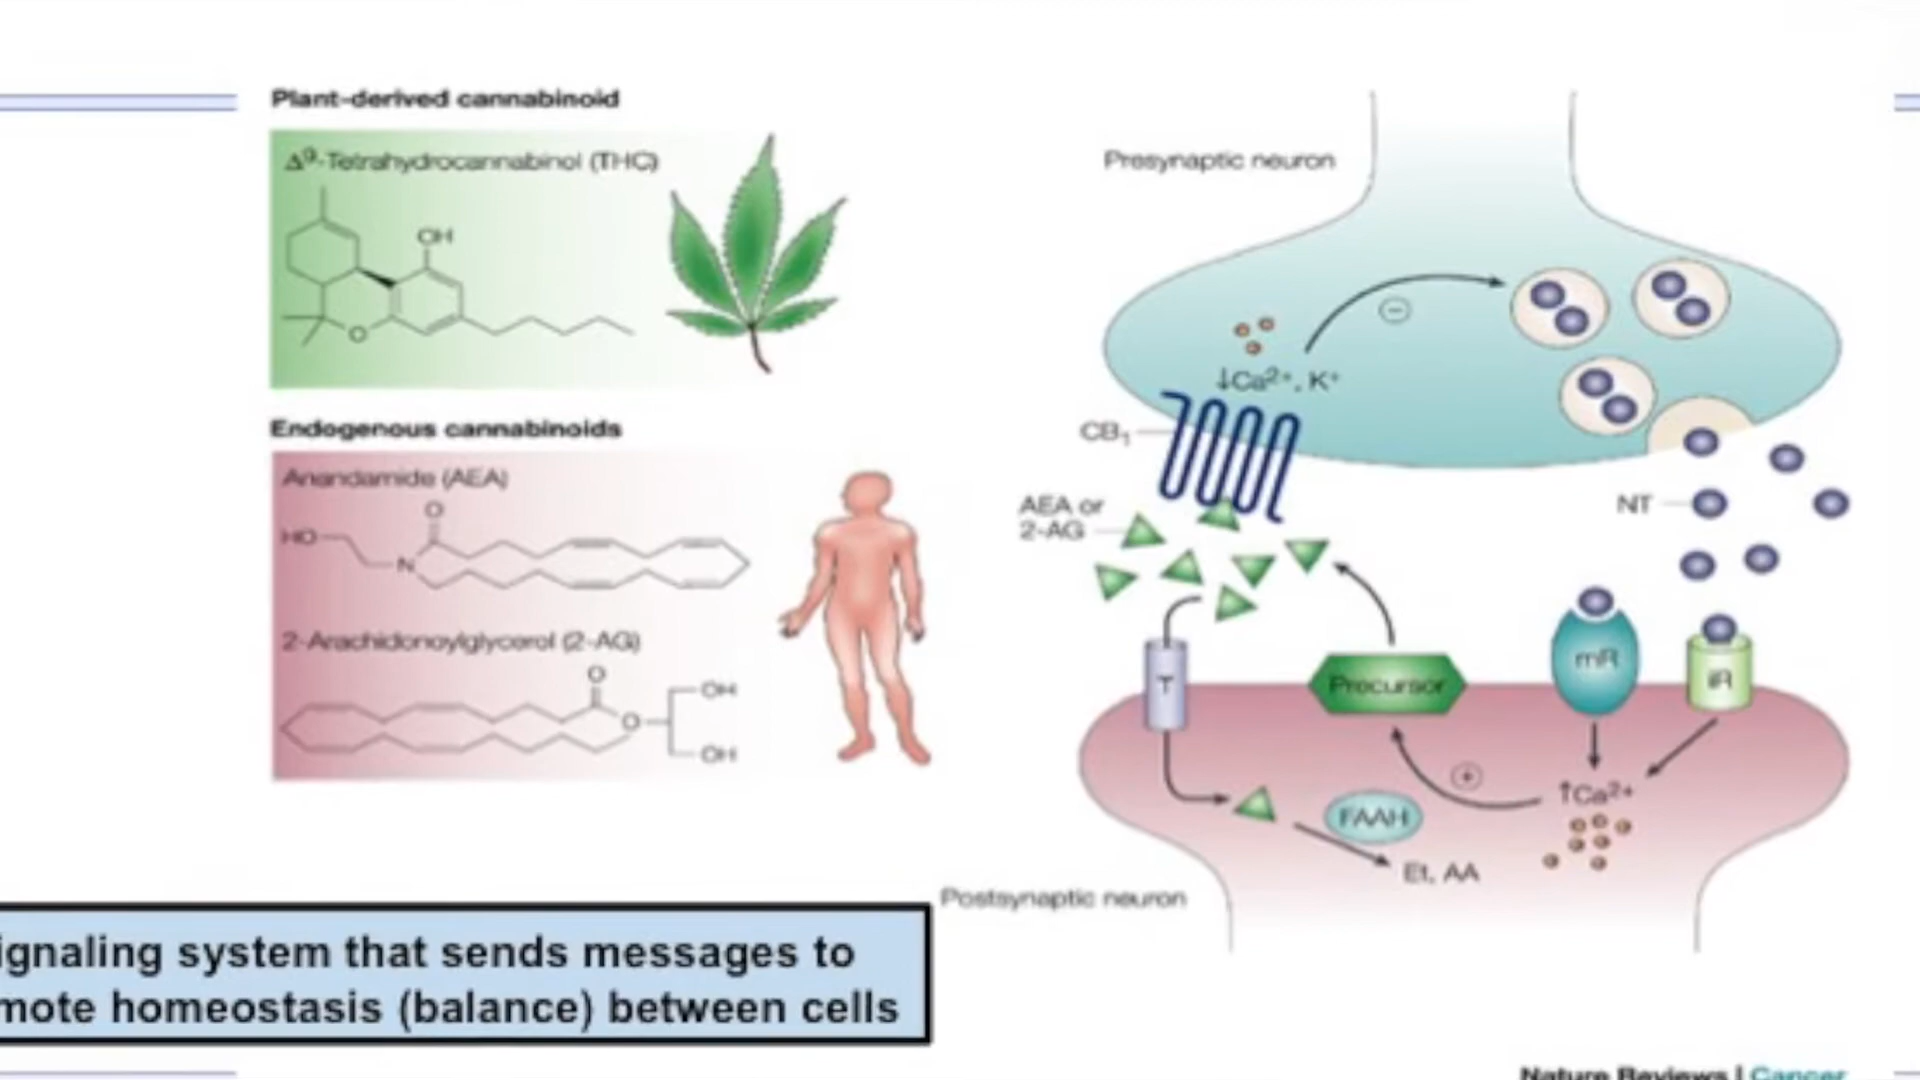 Plant-derived cannabinoid
Δ⁹-Tetrahydrocannabinol (THC)
OH
O
Endogenous cannabinoids
Anandamide (AEA)
O
HO
N
2-Arachidonoylglycerol (2-AG)
O
OH
O
OH
Presynaptic neuron
↓Ca²⁺, K⁺
−
CB₁
AEA or
2-AG
NT
T
Precursor
mR
iR
+
↑Ca²⁺
FAAH
Et, AA
Postsynaptic neuron
ignaling system that sends messages to
mote homeostasis (balance) between cells
Nature Reviews | Cancer